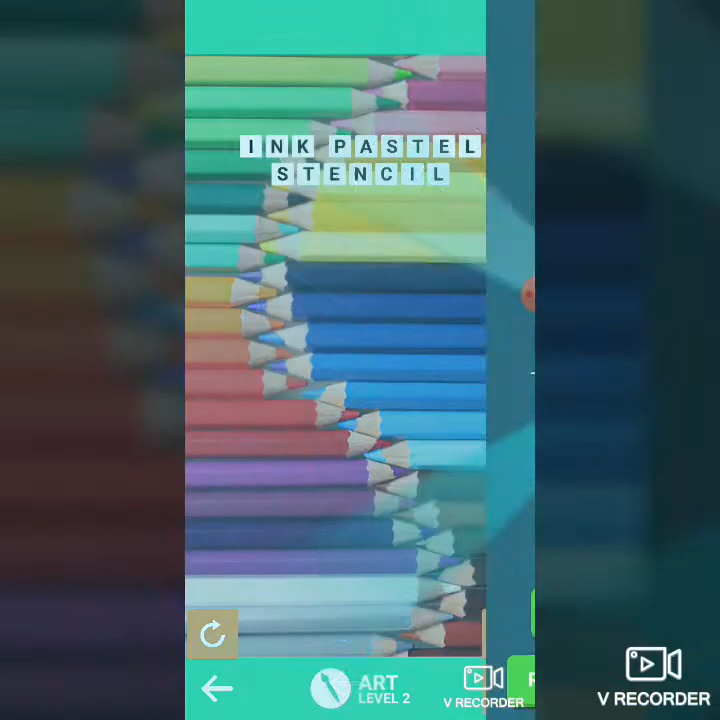 INK PASTEL
STENCIL
ART
LEVEL 2
V RECORDER
V RECORDER